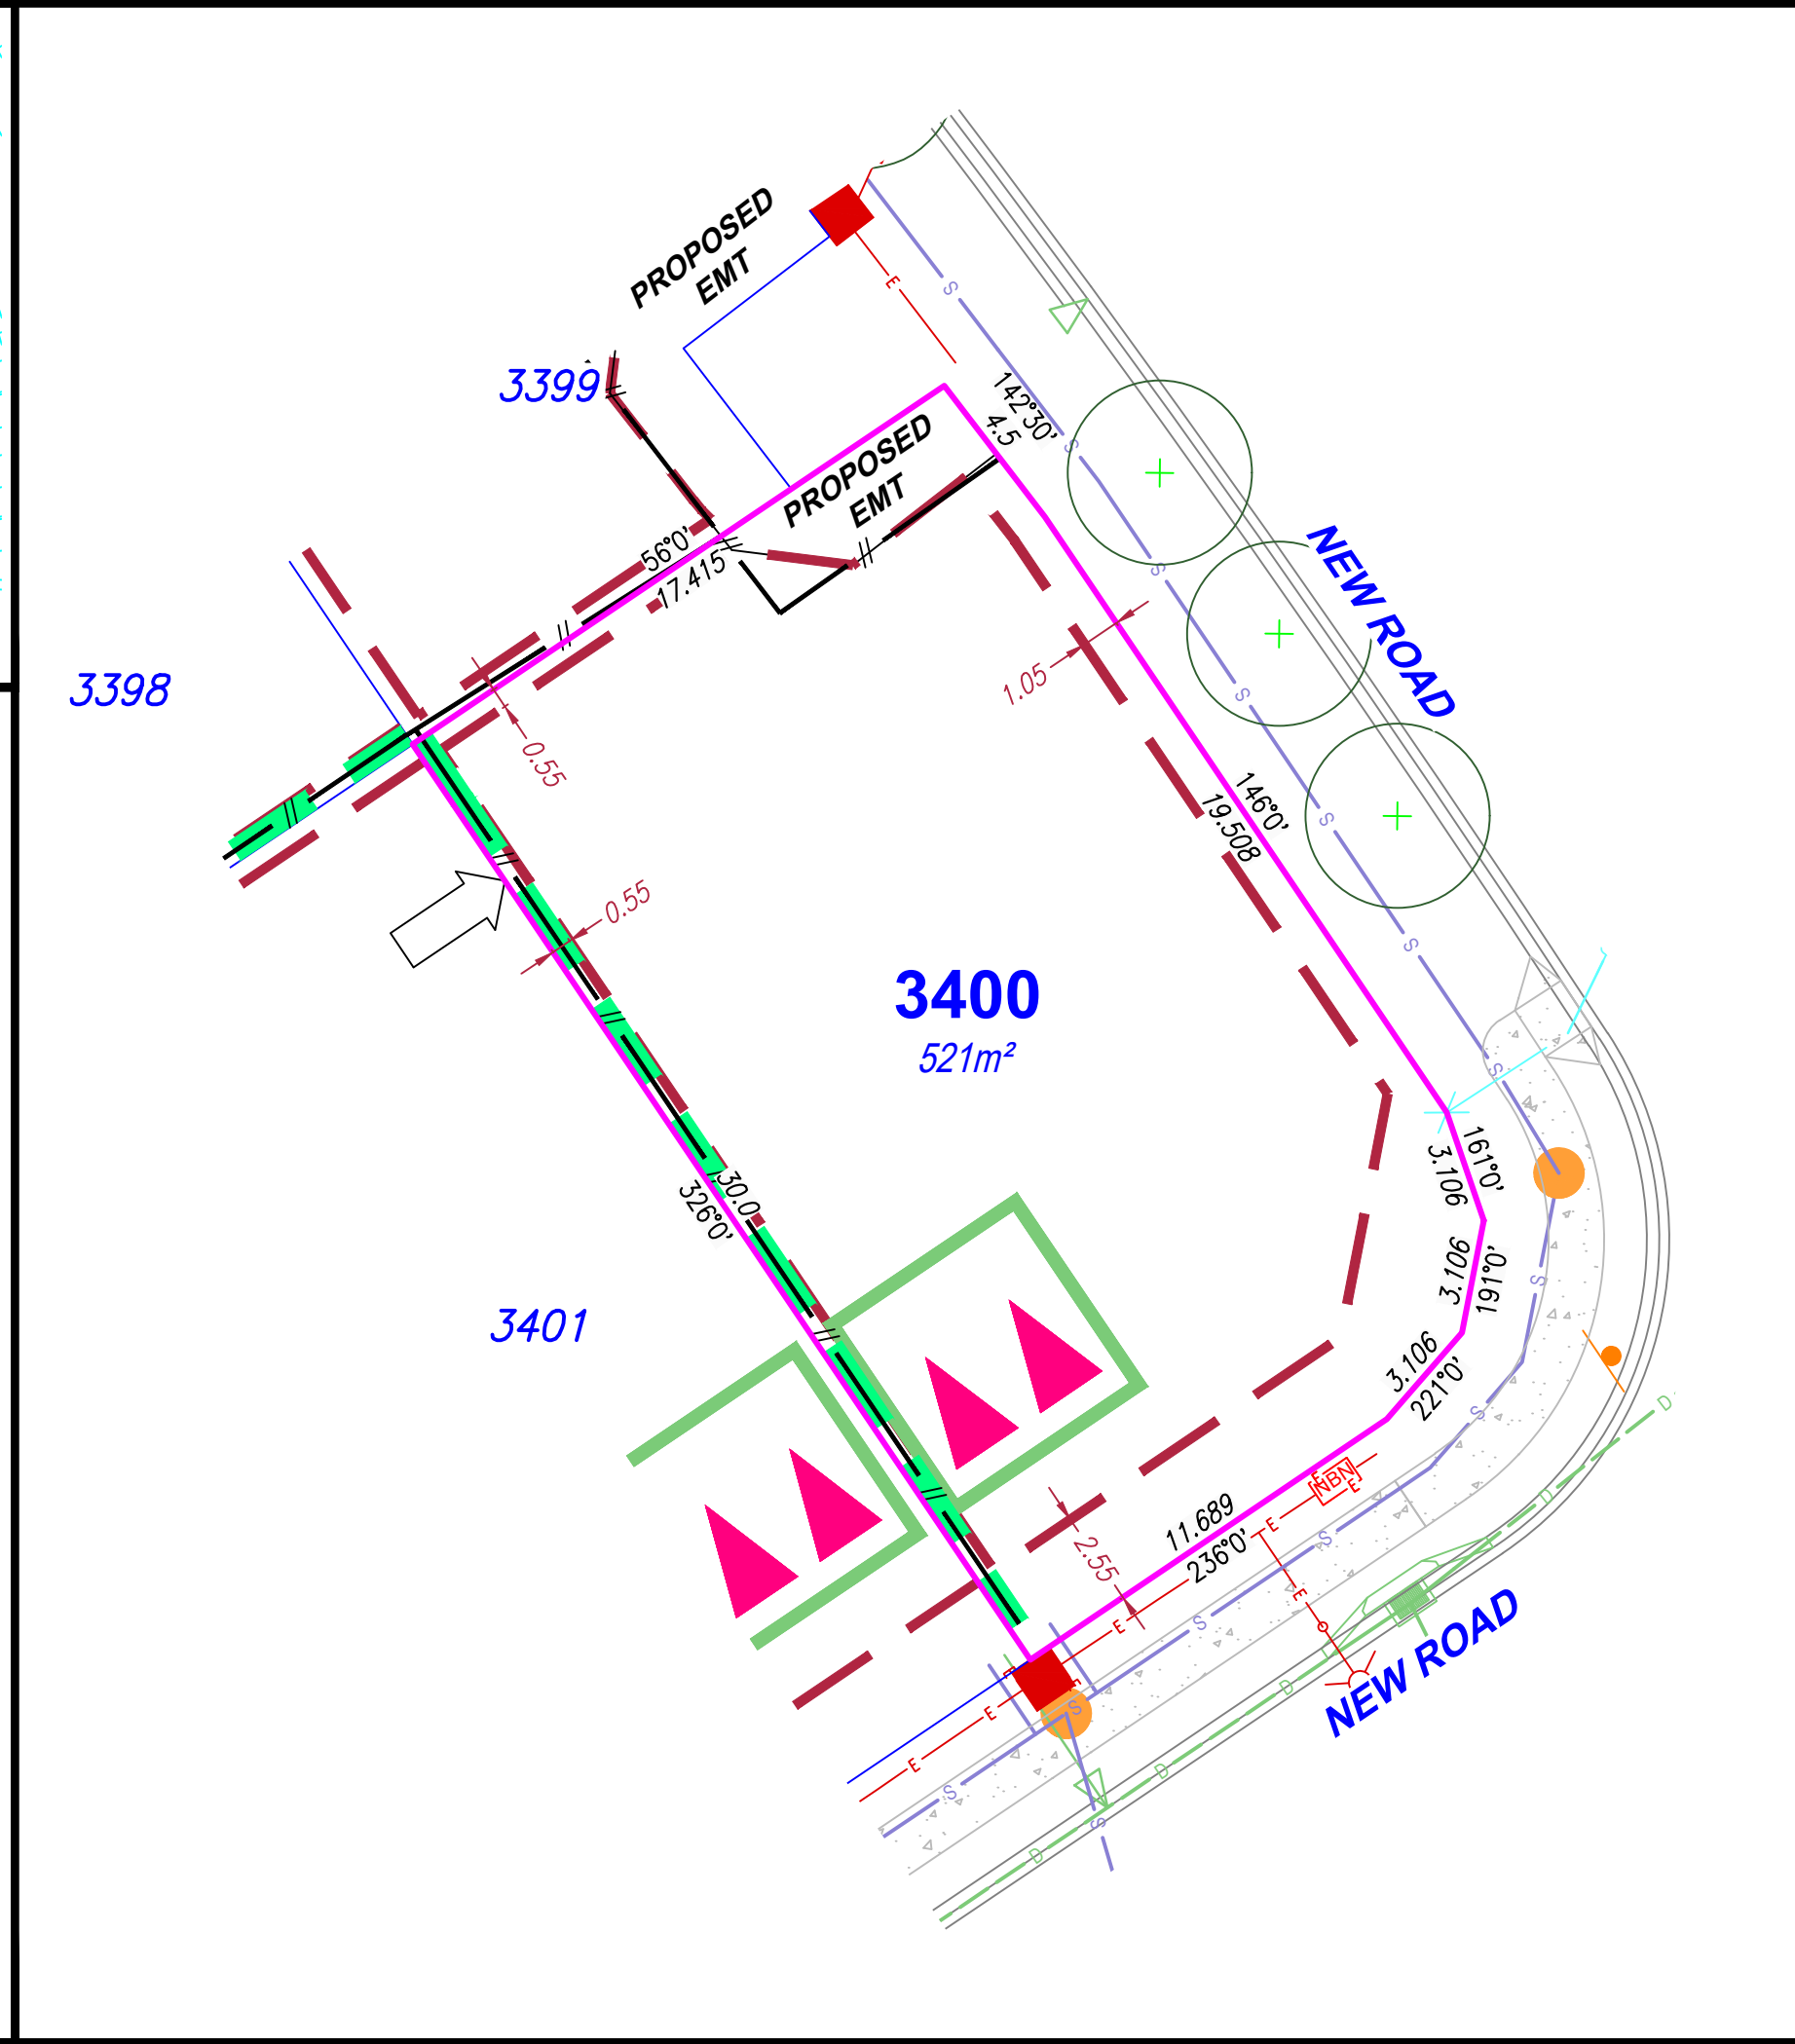 PROPOSED
EMT
3399
E
S
142°30'
4.5
PROPOSED
EMT
S
56°0'
17.415
S
NEW ROAD
3398
1.05
S
0.55
146°0'
19.508
S
0.55
S
3400
521m²
S
161°0'
3.106
30.0
326°0'
3.106
191°0'
S
3401
3.106
221°0'
D
S
NBN
E
D
11.689
236°0'
E
S
2.55
E
E
S
NEW ROAD
D
E
S
E
D
S
S
D